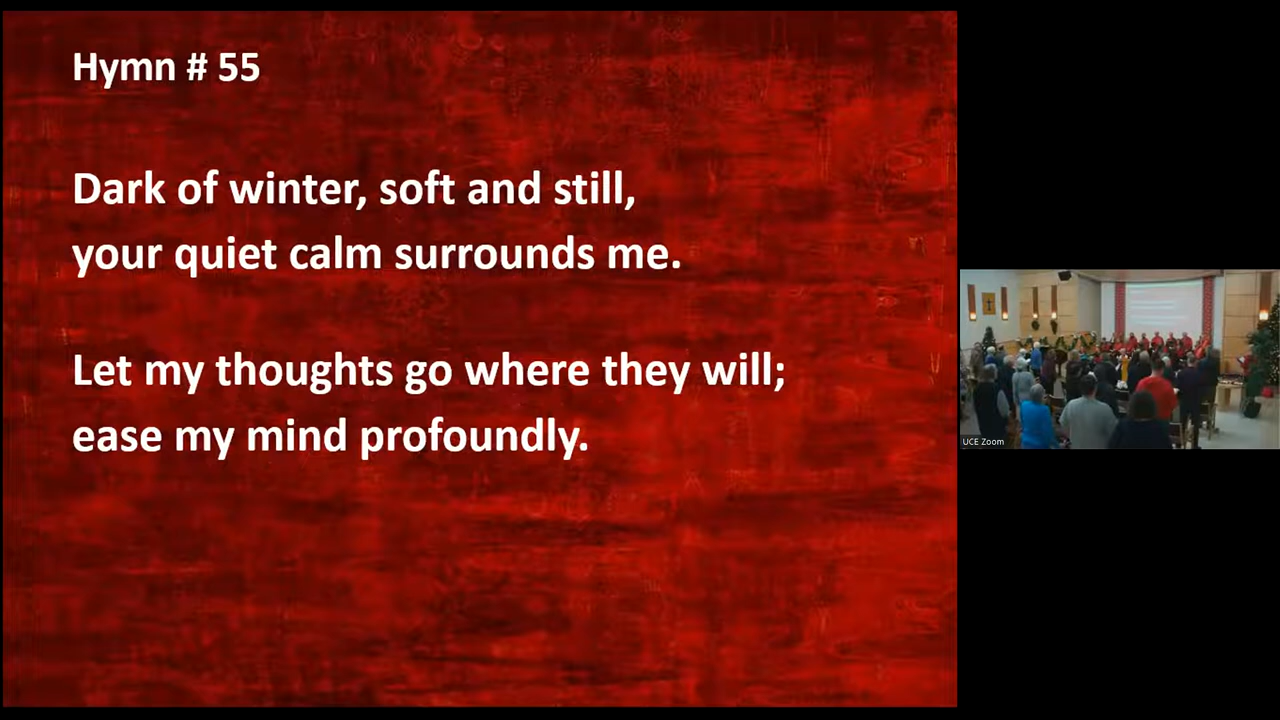 Hymn # 55
Dark of winter, soft and still,
your quiet calm surrounds me.
Let my thoughts go where they will;
ease my mind profoundly.
UCE Zoom